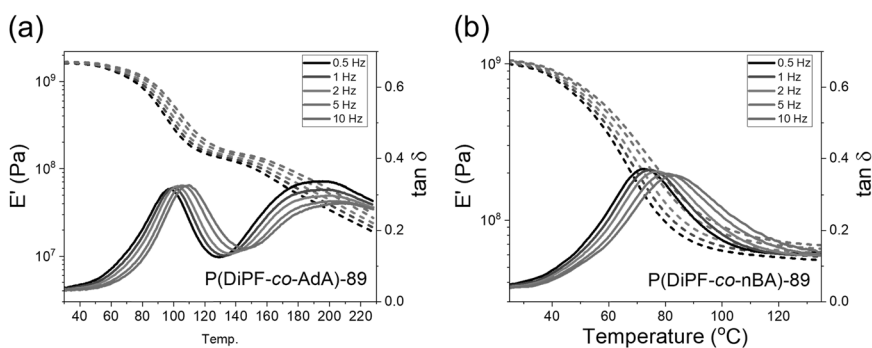 (a)
10⁹
10⁸
10⁷
E' (Pa)
0.6
0.4
0.2
0.0
tan δ
0.5 Hz
1 Hz
2 Hz
5 Hz
10 Hz
P(DiPF-co-AdA)-89
40 60 80 100 120 140 160 180 200 220
Temp.
(b)
10⁹
10⁸
E' (Pa)
0.6
0.4
0.2
0.0
tan δ
0.5 Hz
1 Hz
2 Hz
5 Hz
10 Hz
P(DiPF-co-nBA)-89
40 60 80 100 120
Temperature (°C)